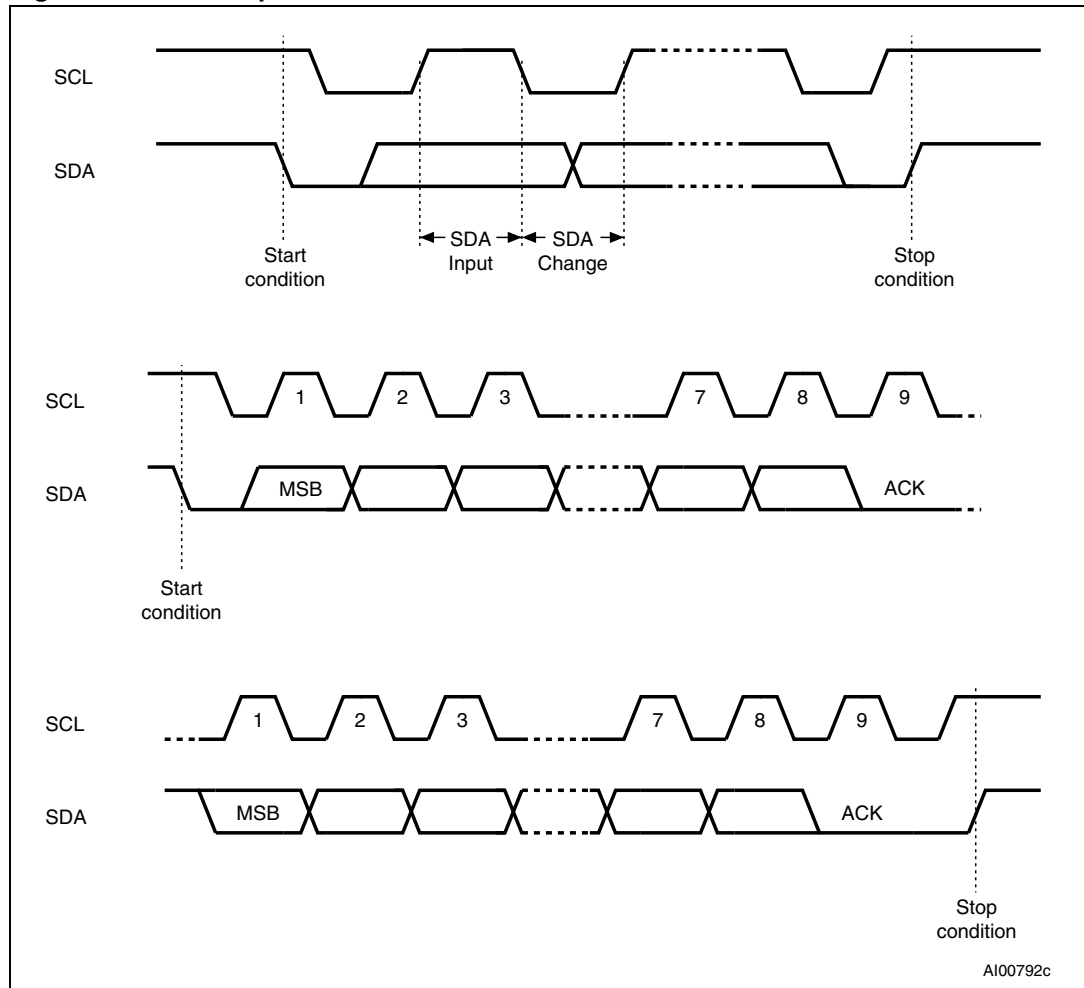 SCL
SDA
Start
condition
SDA
Input
SDA
Change
Stop
condition
SCL
1 2 3 7 8 9
SDA
MSB ACK
Start
condition
SCL
1 2 3 7 8 9
SDA
MSB ACK
Stop
condition
AI00792c